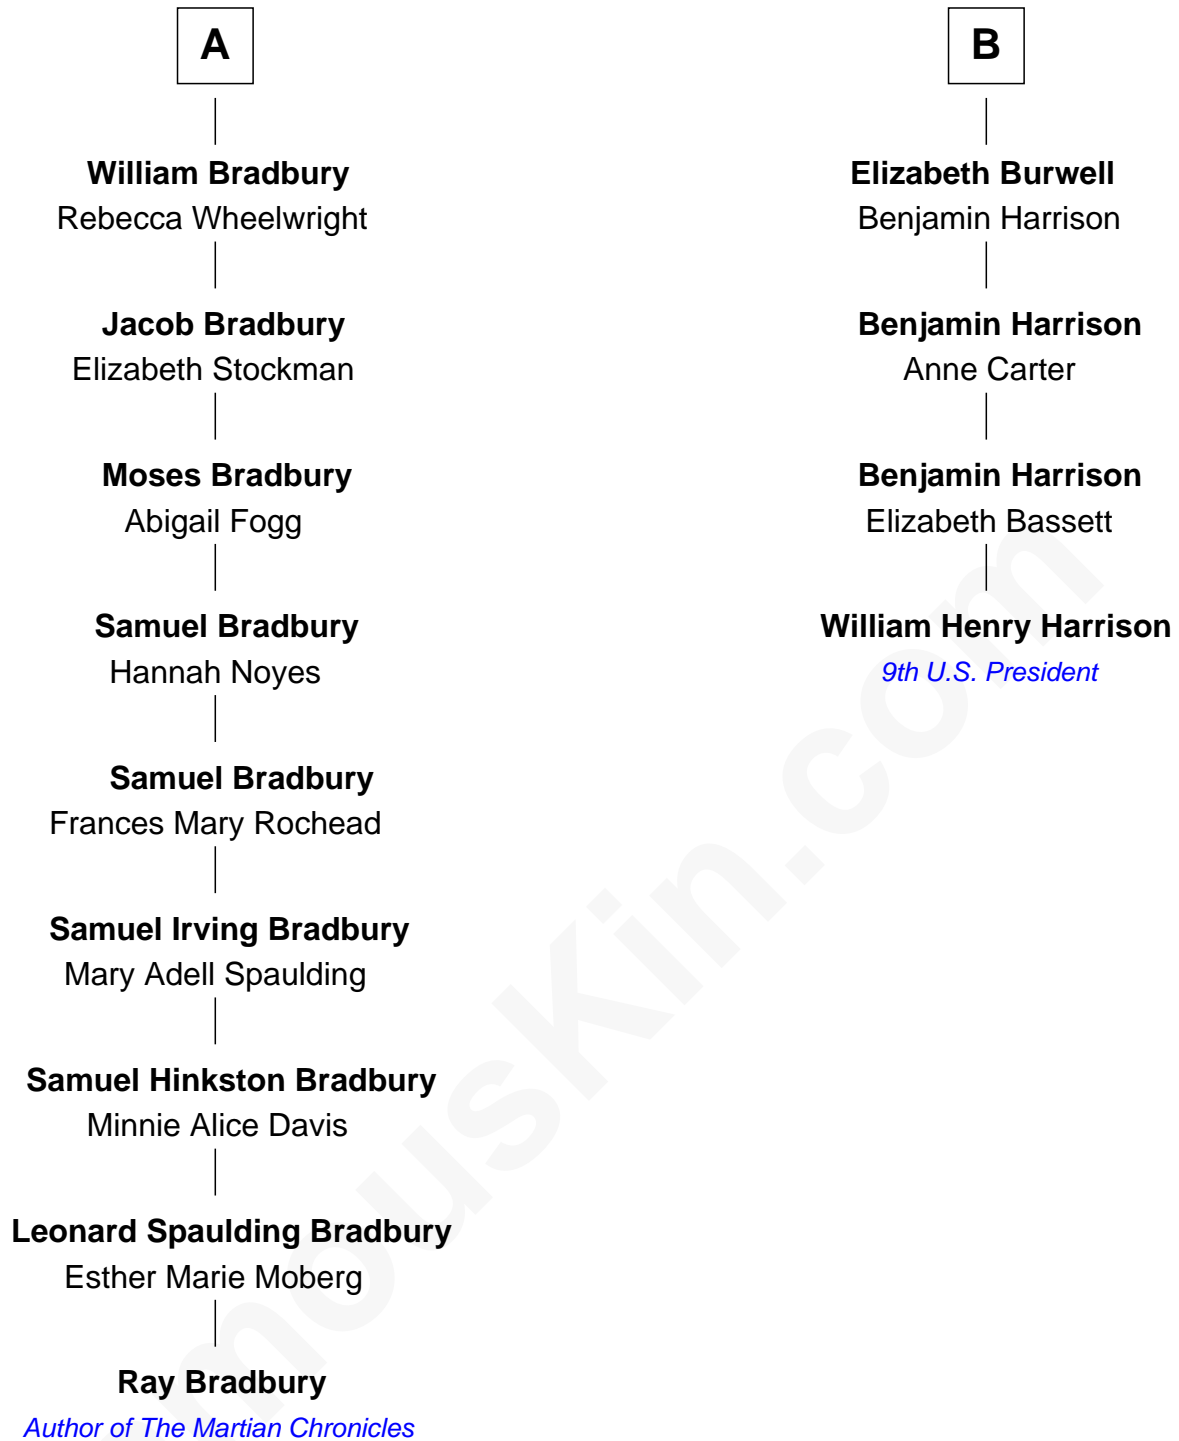 A
William Bradbury
Rebecca Wheelwright
Jacob Bradbury
Elizabeth Stockman
Moses Bradbury
Abigail Fogg
Samuel Bradbury
Hannah Noyes
Samuel Bradbury
Frances Mary Rochead
Samuel Irving Bradbury
Mary Adell Spaulding
Samuel Hinkston Bradbury
Minnie Alice Davis
Leonard Spaulding Bradbury
Esther Marie Moberg
Ray Bradbury
Author of The Martian Chronicles
B
Elizabeth Burwell
Benjamin Harrison
Benjamin Harrison
Anne Carter
Benjamin Harrison
Elizabeth Bassett
William Henry Harrison
9th U.S. President
mousKin.com